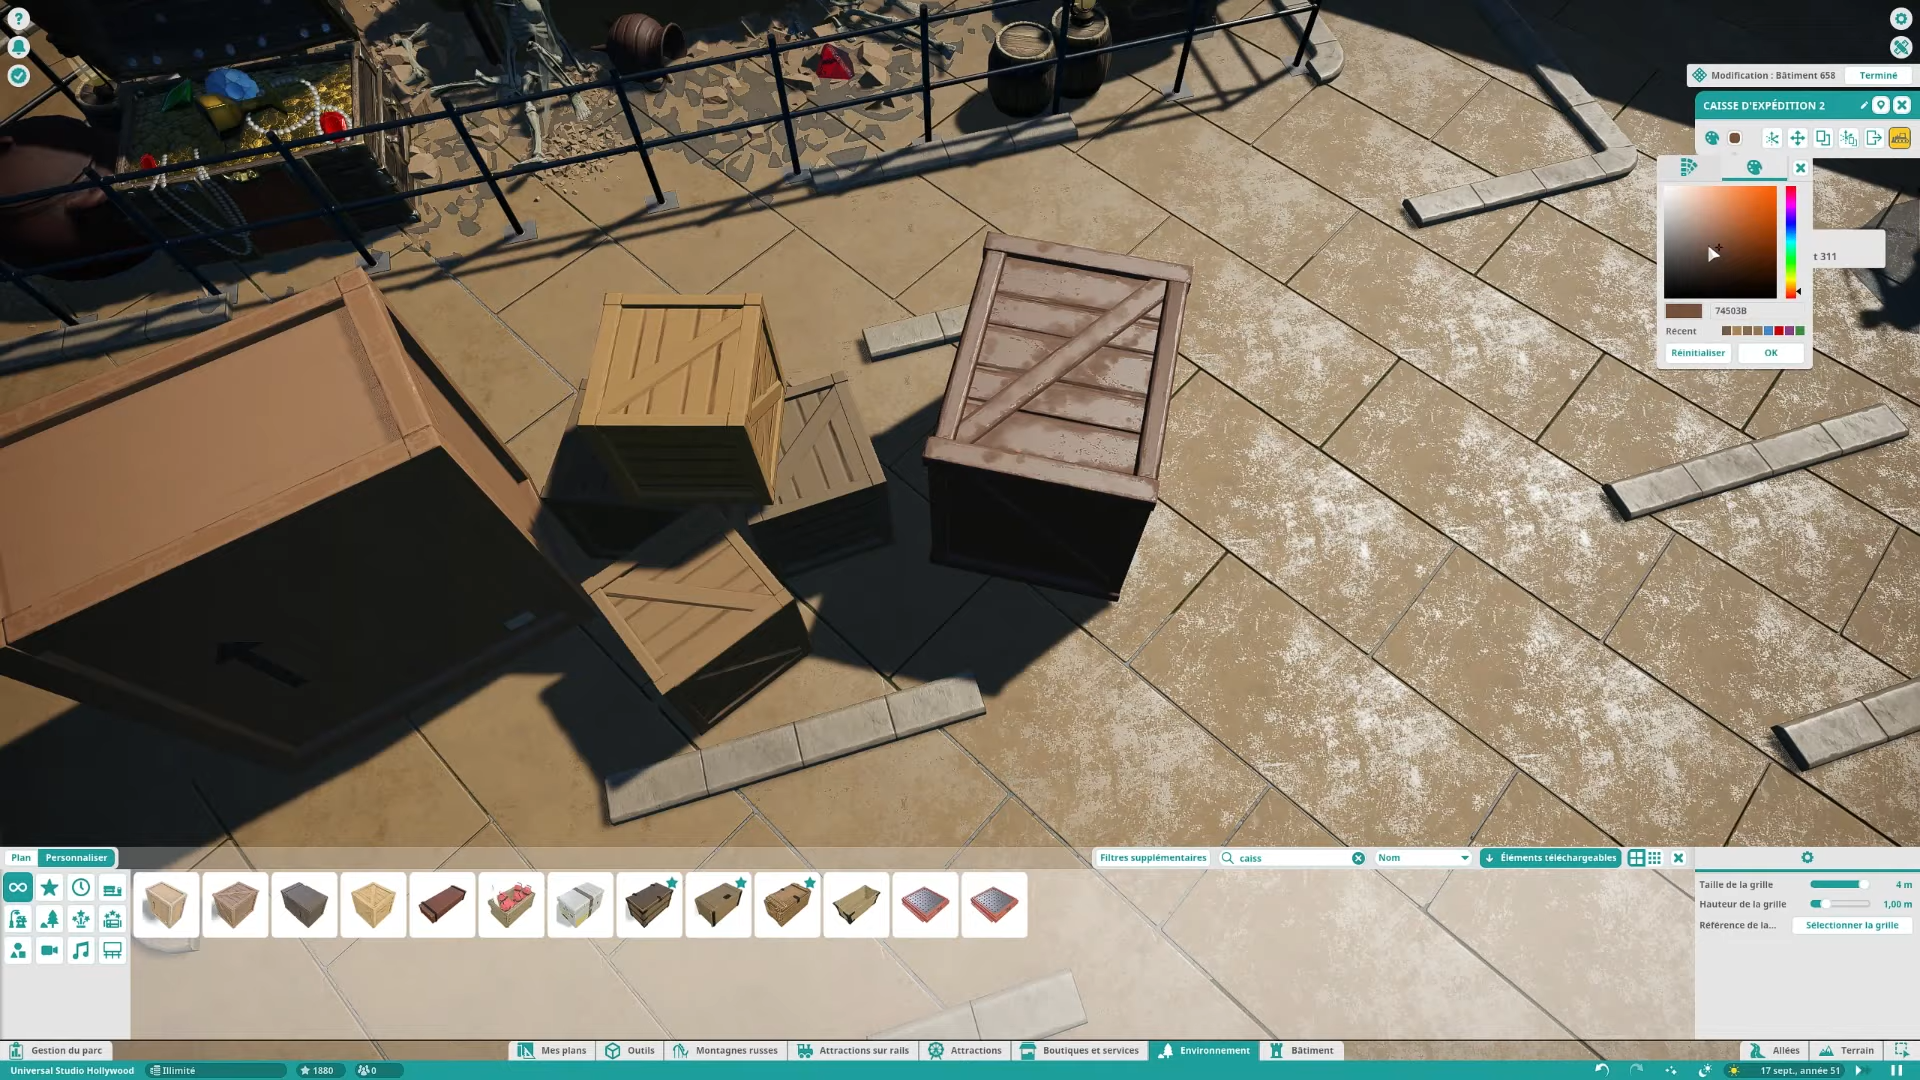 Modification : Bâtiment 658
Terminé
CAISSE D'EXPÉDITION 2
t 311
74503B
Récent
Réinitialiser
OK
Plan
Personnaliser
Filtres supplémentaires
caiss
Nom
Éléments téléchargeables
Taille de la grille
4 m
Hauteur de la grille
1,00 m
Référence de la...
Sélectionner la grille
Gestion du parc
Mes plans
Outils
Montagnes russes
Attractions sur rails
Attractions
Boutiques et services
Environnement
Bâtiment
Allées
Terrain
Universal Studio Hollywood
Illimité
1880
0
17 sept., année 51